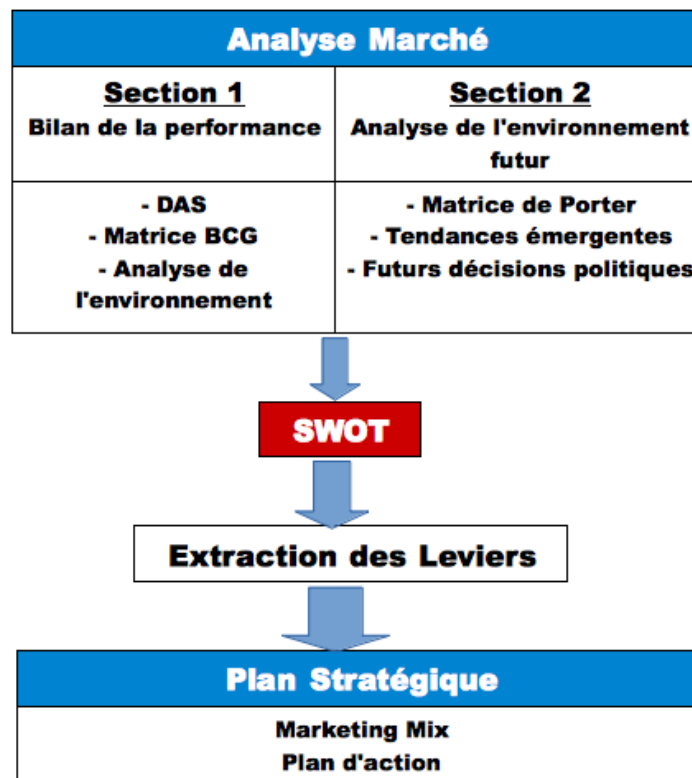 Analyse Marché
Section 1
Bilan de la performance
Section 2
Analyse de l'environnement
futur
- DAS
- Matrice BCG
- Analyse de
l'environnement
- Matrice de Porter
- Tendances émergentes
- Futurs décisions politiques
SWOT
Extraction des Leviers
Plan Stratégique
Marketing Mix
Plan d'action